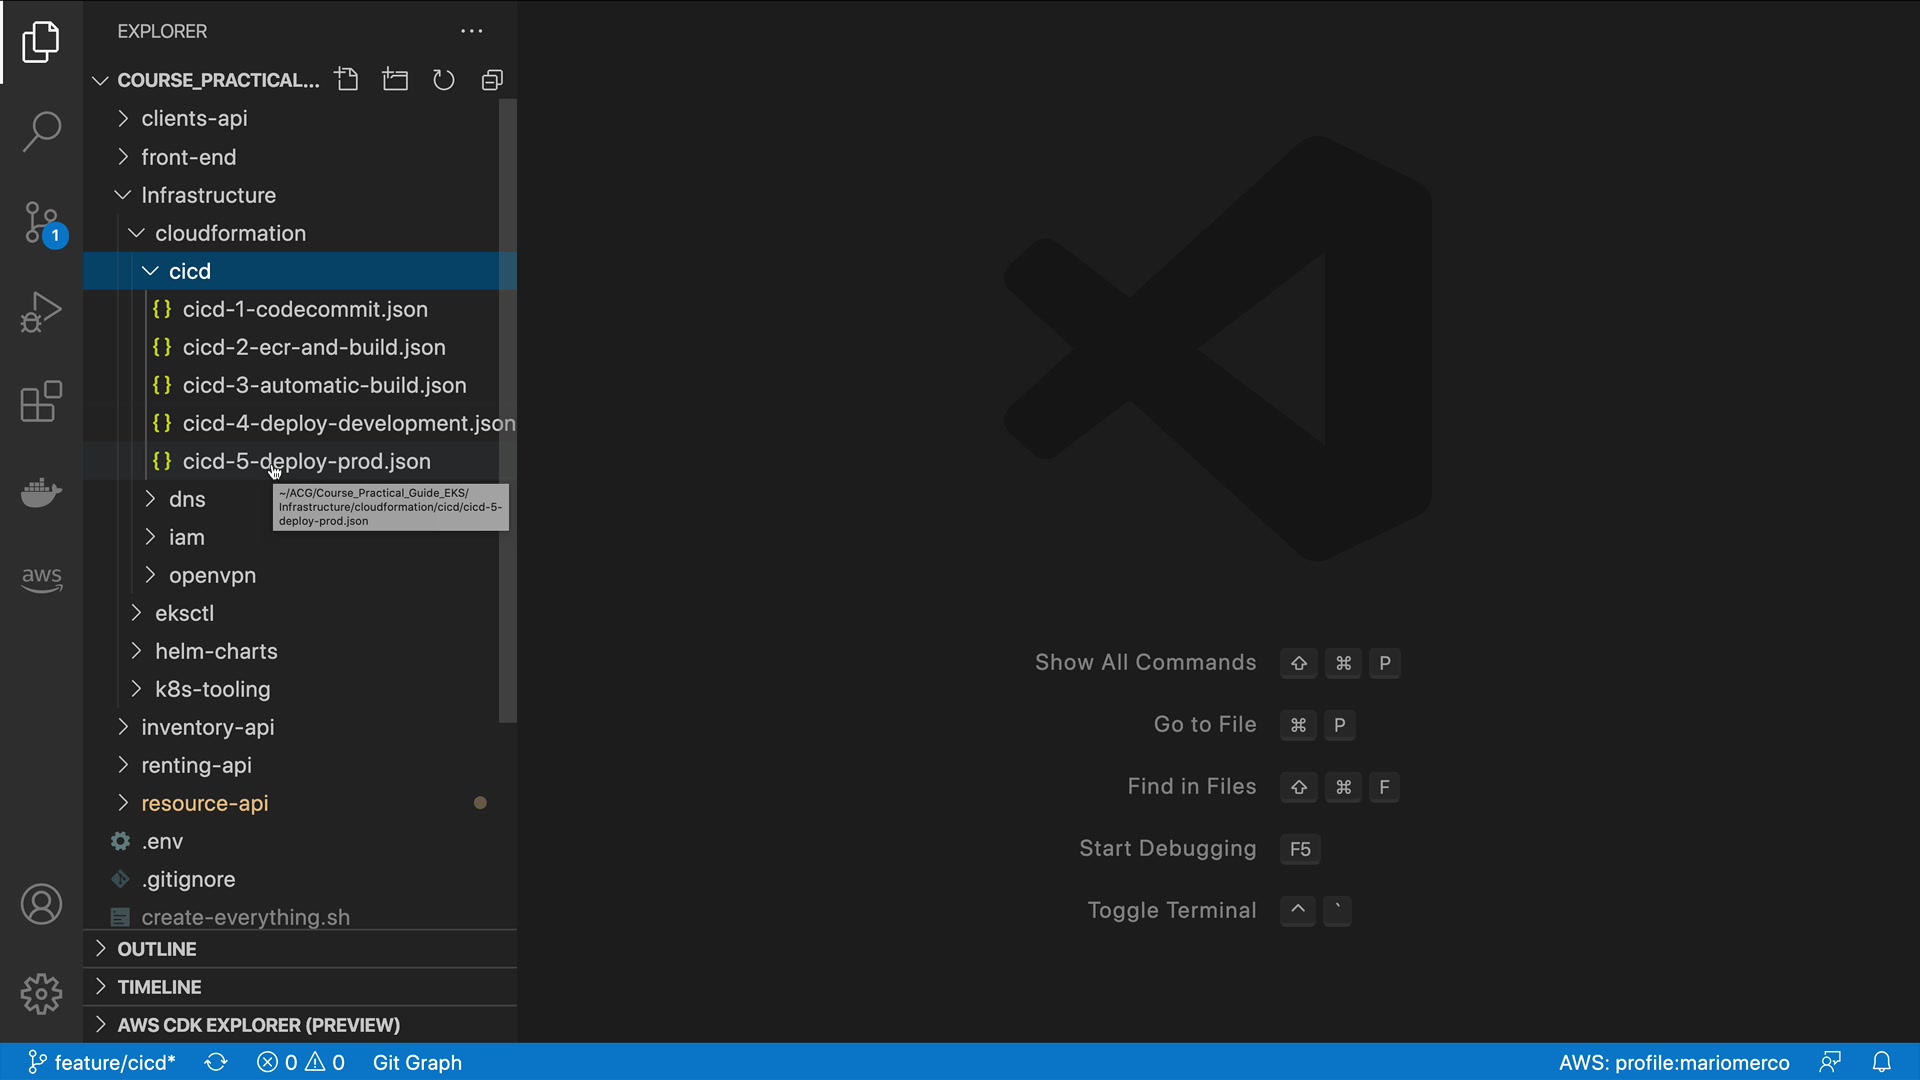 EXPLORER
COURSE_PRACTICAL...
clients-api
front-end
Infrastructure
cloudformation
cicd
{} cicd-1-codecommit.json
{} cicd-2-ecr-and-build.json
{} cicd-3-automatic-build.json
{} cicd-4-deploy-development.json
{} cicd-5-deploy-prod.json
~/ACG/Course_Practical_Guide_EKS/
Infrastructure/cloudformation/cicd/cicd-5-
deploy-prod.json
dns
iam
openvpn
eksctl
helm-charts
k8s-tooling
inventory-api
renting-api
resource-api
.env
.gitignore
create-everything.sh
OUTLINE
TIMELINE
AWS CDK EXPLORER (PREVIEW)
1
aws
Show All Commands ⇧ ⌘ P
Go to File ⌘ P
Find in Files ⇧ ⌘ F
Start Debugging F5
Toggle Terminal ^ `
feature/cicd* 0 0 Git Graph AWS: profile:mariomerco